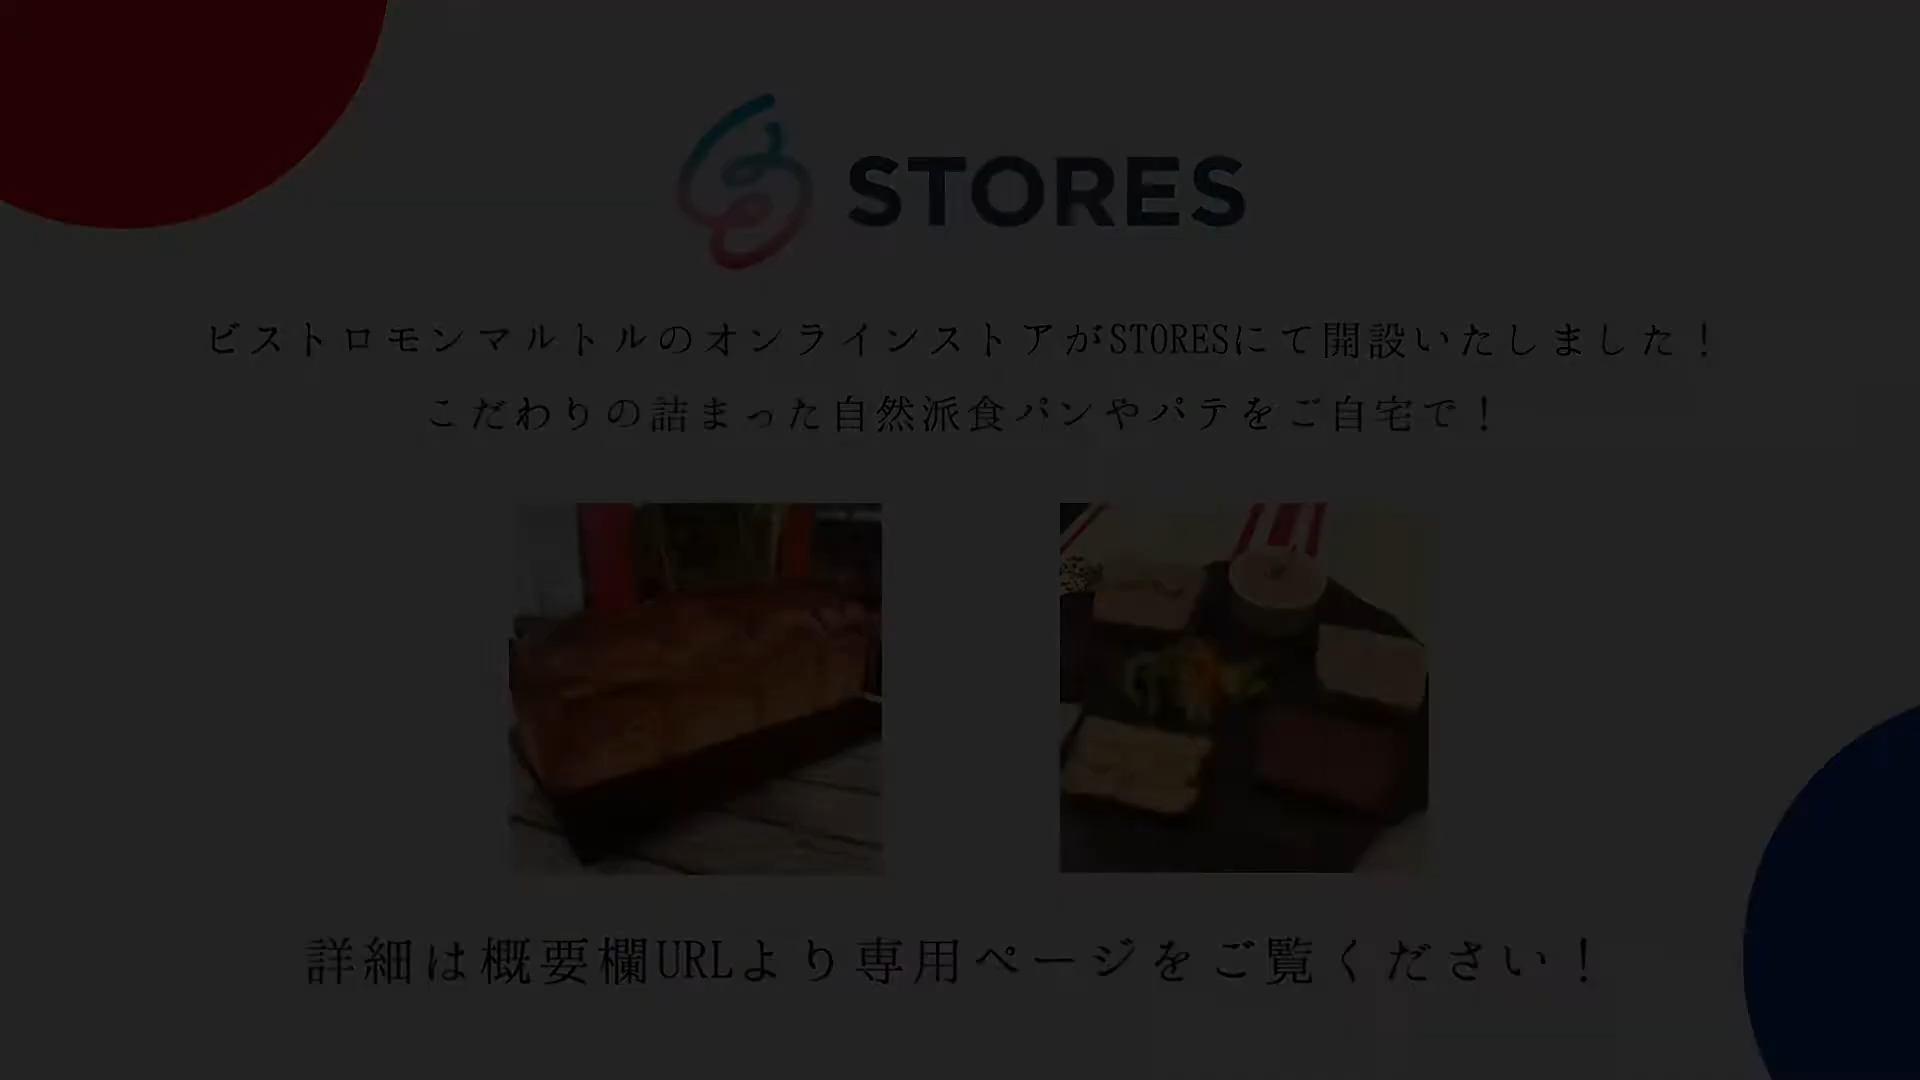 STORES
ビストロモンマルトルのオンラインストアがSTORESにて開設いたしました！
こだわりの詰まった自然派食パンやパテをご自宅で！
詳細は概要欄URLより専用ページをご覧ください！